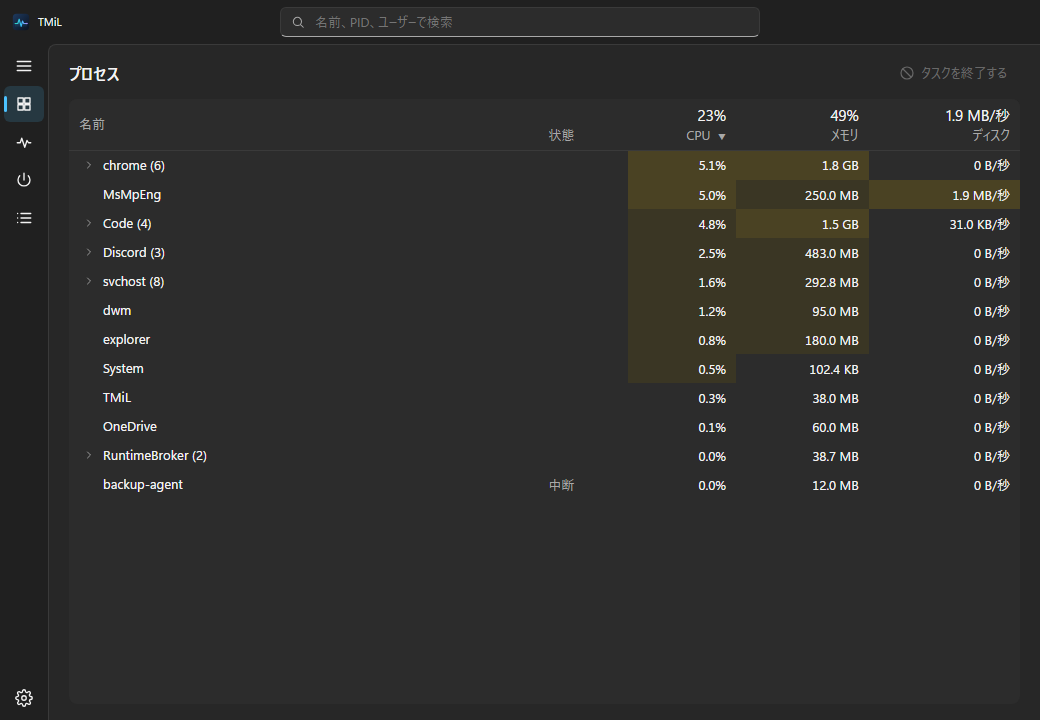 TMiL
名前、PID、ユーザーで検索
プロセス
タスクを終了する
23% 49% 1.9 MB/秒
名前 状態 CPU ▼ メモリ ディスク
chrome (6) 5.1% 1.8 GB 0 B/秒
MsMpEng 5.0% 250.0 MB 1.9 MB/秒
Code (4) 4.8% 1.5 GB 31.0 KB/秒
Discord (3) 2.5% 483.0 MB 0 B/秒
svchost (8) 1.6% 292.8 MB 0 B/秒
dwm 1.2% 95.0 MB 0 B/秒
explorer 0.8% 180.0 MB 0 B/秒
System 0.5% 102.4 KB 0 B/秒
TMiL 0.3% 38.0 MB 0 B/秒
OneDrive 0.1% 60.0 MB 0 B/秒
RuntimeBroker (2) 0.0% 38.7 MB 0 B/秒
backup-agent 中断 0.0% 12.0 MB 0 B/秒